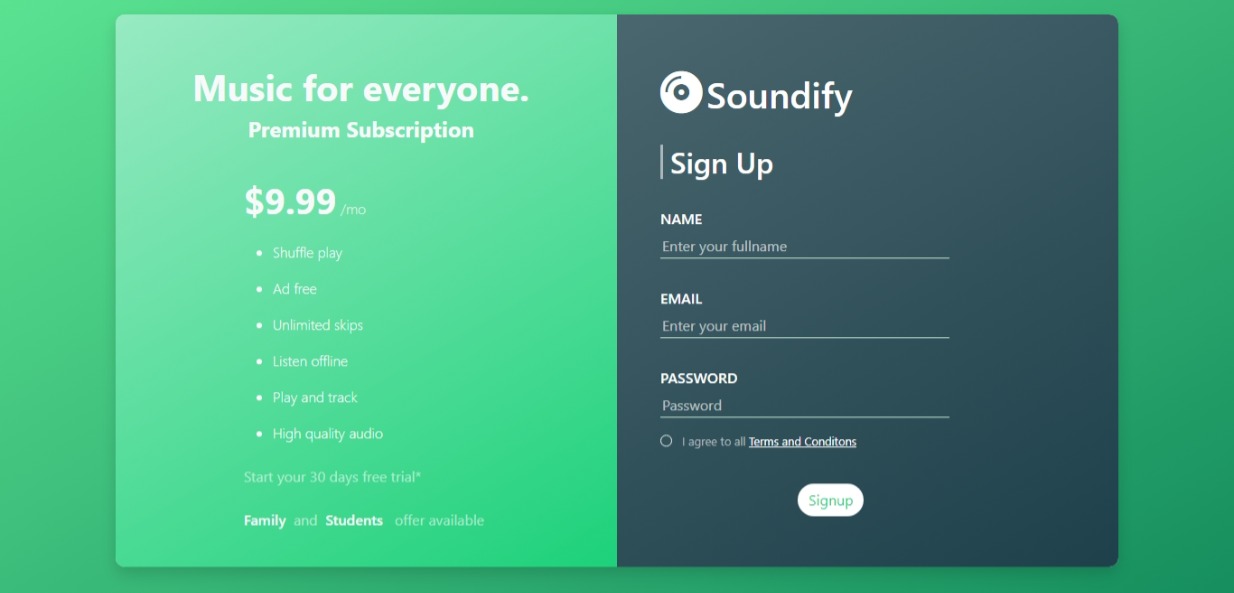 Music for everyone.
Premium Subscription
$9.99 /mo
Shuffle play
Ad free
Unlimited skips
Listen offline
Play and track
High quality audio
Start your 30 days free trial*
Family and Students offer available
Soundify
Sign Up
NAME
Enter your fullname
EMAIL
Enter your email
PASSWORD
Password
I agree to all Terms and Conditons
Signup